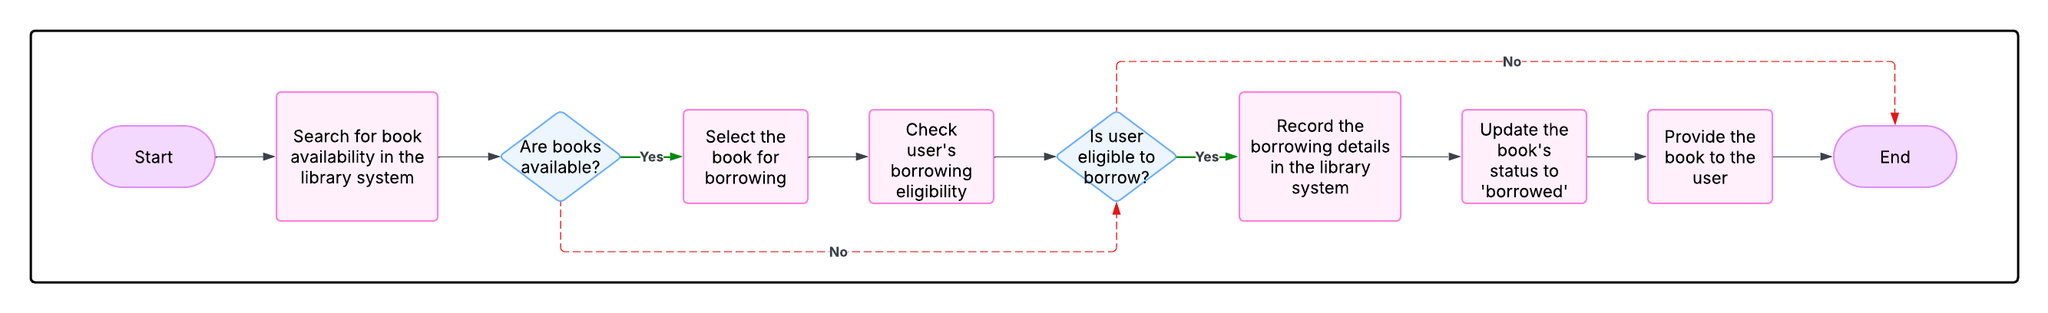 Start
Search for book
availability in the
library system
Are books
available?
Yes
Select the
book for
borrowing
Check
user's
borrowing
eligibility
Is user
eligible to
borrow?
Yes
Record the
borrowing details
in the library
system
Update the
book's
status to
'borrowed'
Provide the
book to the
user
End
No
No